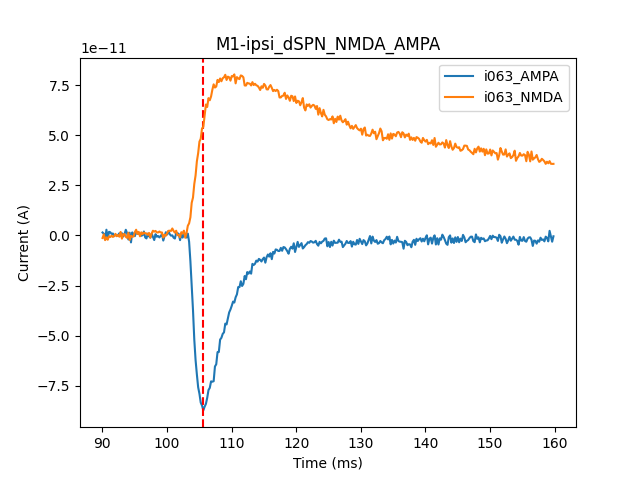 M1-ipsi_dSPN_NMDA_AMPA
1e−11
i063_AMPA
i063_NMDA
7.5
5.0
2.5
0.0
−2.5
−5.0
−7.5
Current (A)
90 100 110 120 130 140 150 160
Time (ms)